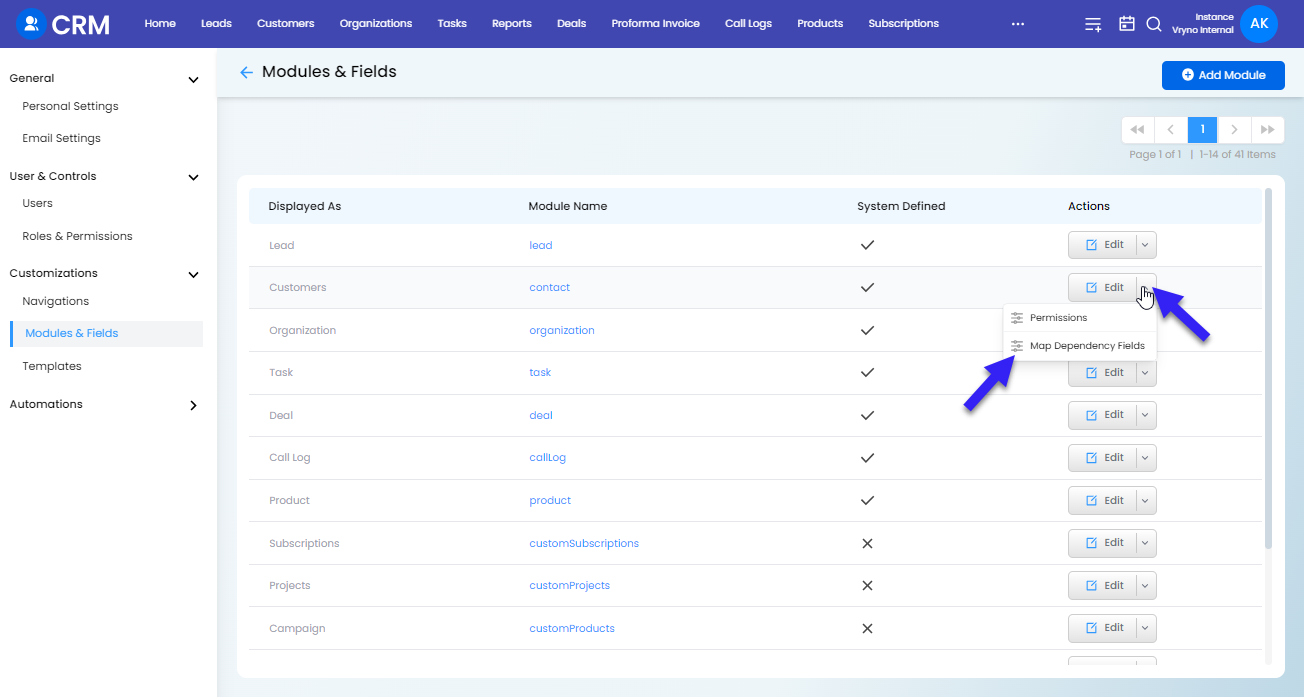 CRM
Home Leads Customers Organizations Tasks Reports Deals Proforma Invoice Call Logs Products Subscriptions ...
Instance
Vryno Internal
AK
General
Personal Settings
Email Settings
User & Controls
Users
Roles & Permissions
Customizations
Navigations
Modules & Fields
Templates
Automations
Modules & Fields
Add Module
1
Page 1 of 1 | 1-14 of 41 Items
Displayed As Module Name System Defined Actions
Lead lead Edit
Customers contact Edit
Permissions
Organization organization
Map Dependency Fields
Task task Edit
Deal deal Edit
Call Log callLog Edit
Product product Edit
Subscriptions customSubscriptions Edit
Projects customProjects Edit
Campaign customProducts Edit